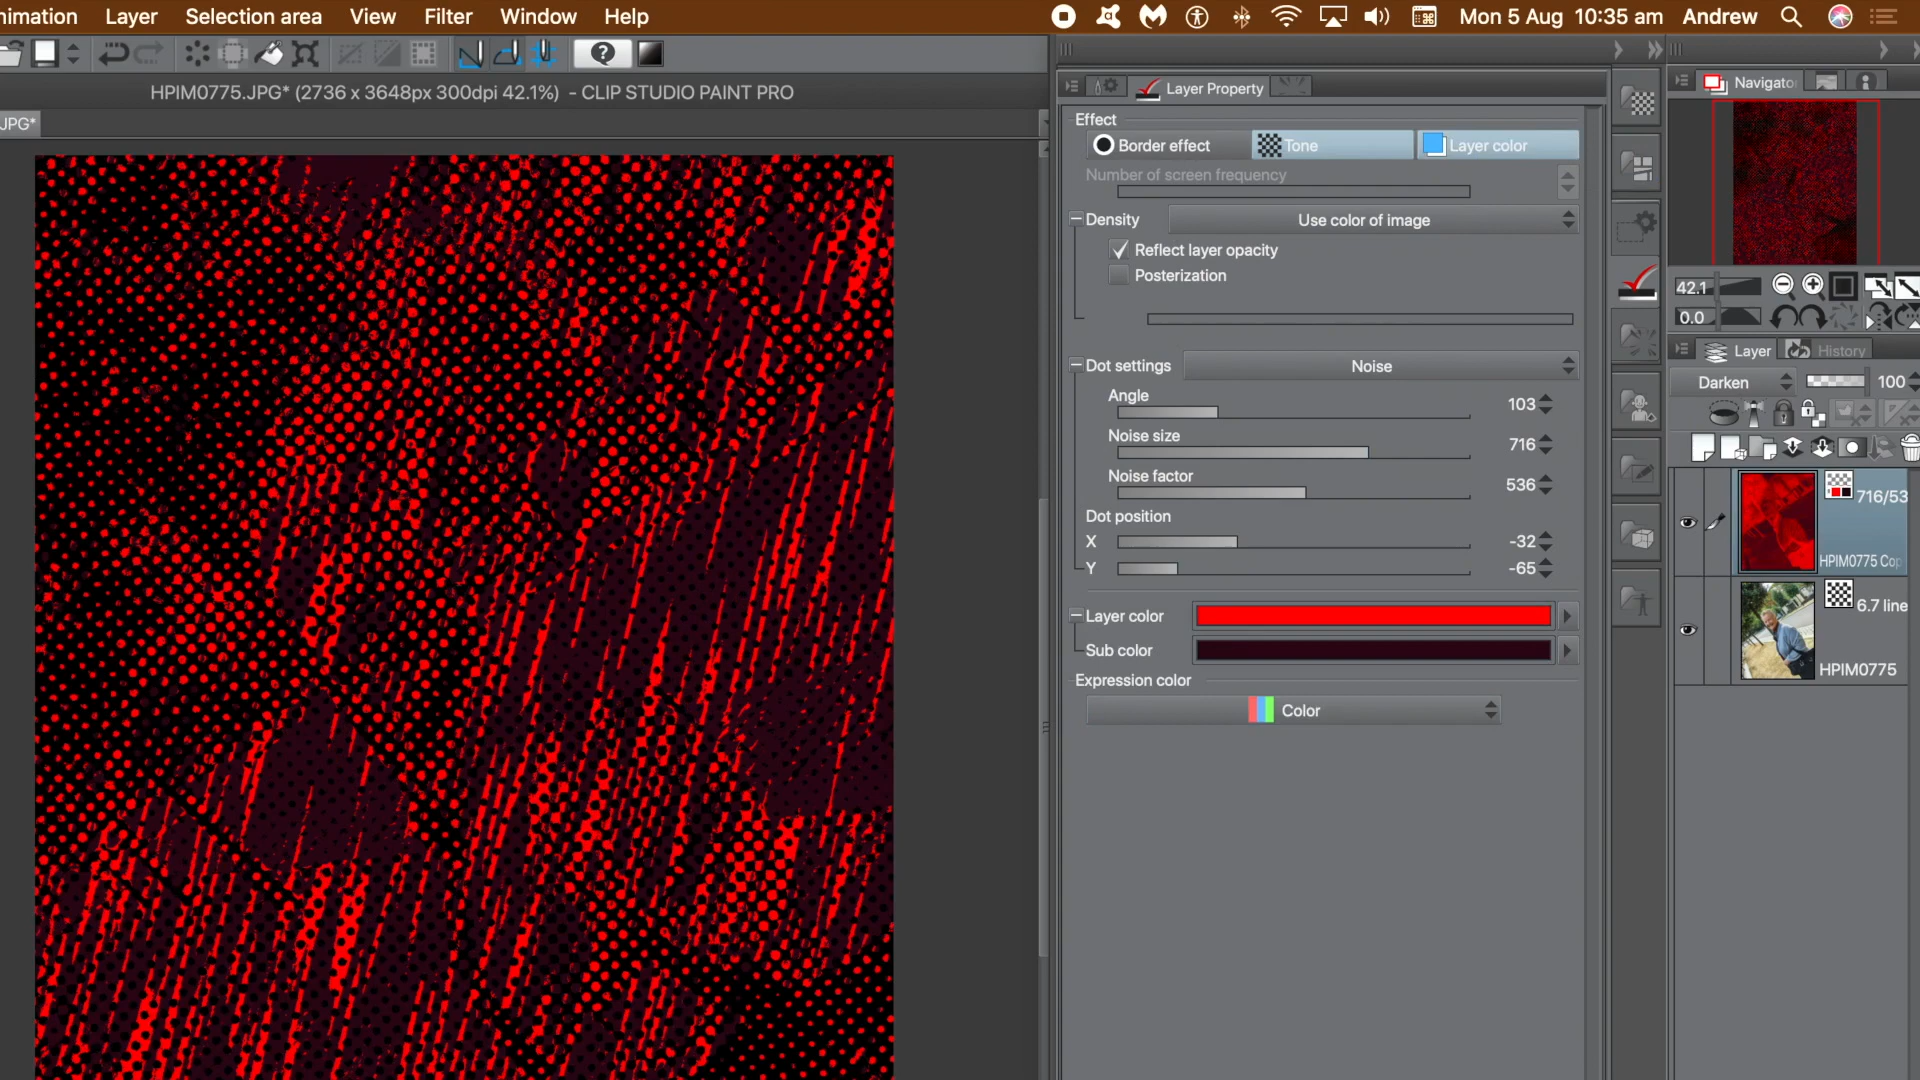 nimation Layer Selection area View Filter Window Help Mon 5 Aug 10:35 am Andrew
HPIM0775.JPG* (2736 x 3648px 300dpi 42.1%) - CLIP STUDIO PAINT PRO
JPG*
Layer Property
Effect
Border effect Tone Layer color
Number of screen frequency
Density Use color of image
Reflect layer opacity
Posterization
Dot settings Noise
Angle 103
Noise size 716
Noise factor 536
Dot position
X -32
Y -65
Layer color
Sub color
Expression color
Color
Navigato
42.1
0.0
Layer History
Darken 100
716/53
HPIM0775 Cop
6.7 line
HPIM0775